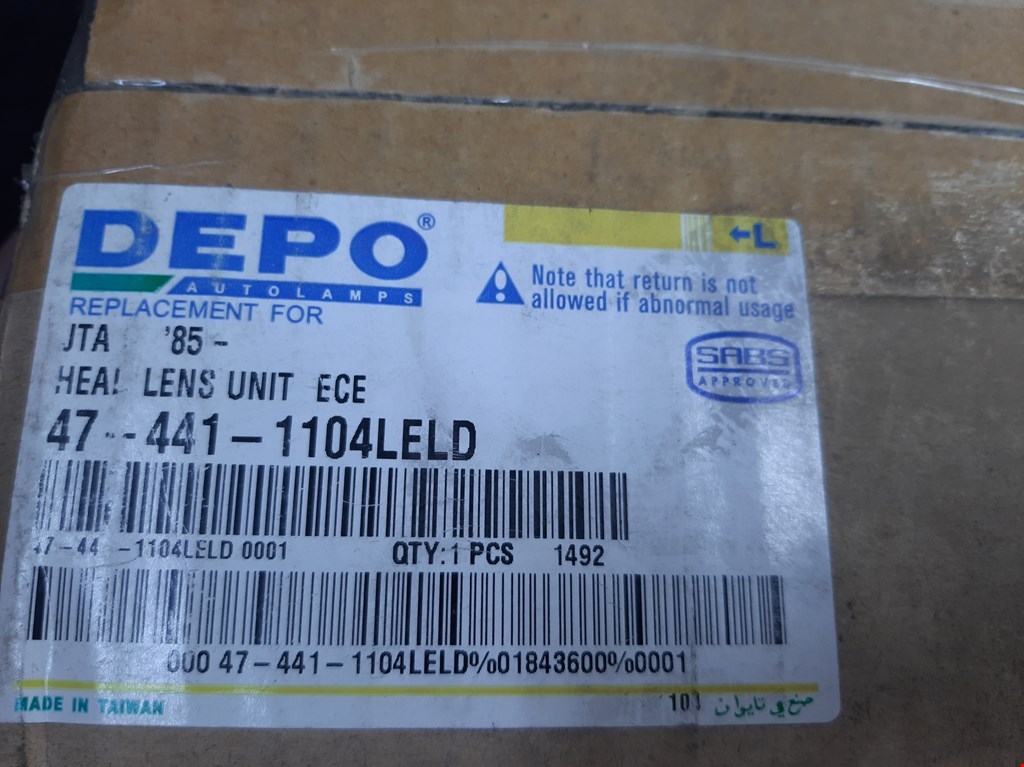 DEPO®
AUTOLAMPS
←L
Note that return is not
allowed if abnormal usage
REPLACEMENT FOR
JTA '85-
LENS UNIT ECE
SABS
APPROVED
47-441-1104LELD
-1104LELD 0001 QTY:1 PCS 1492
000 47-441-1104LELD%01843600%0001
MADE IN TAIWAN
صنع في تايوان